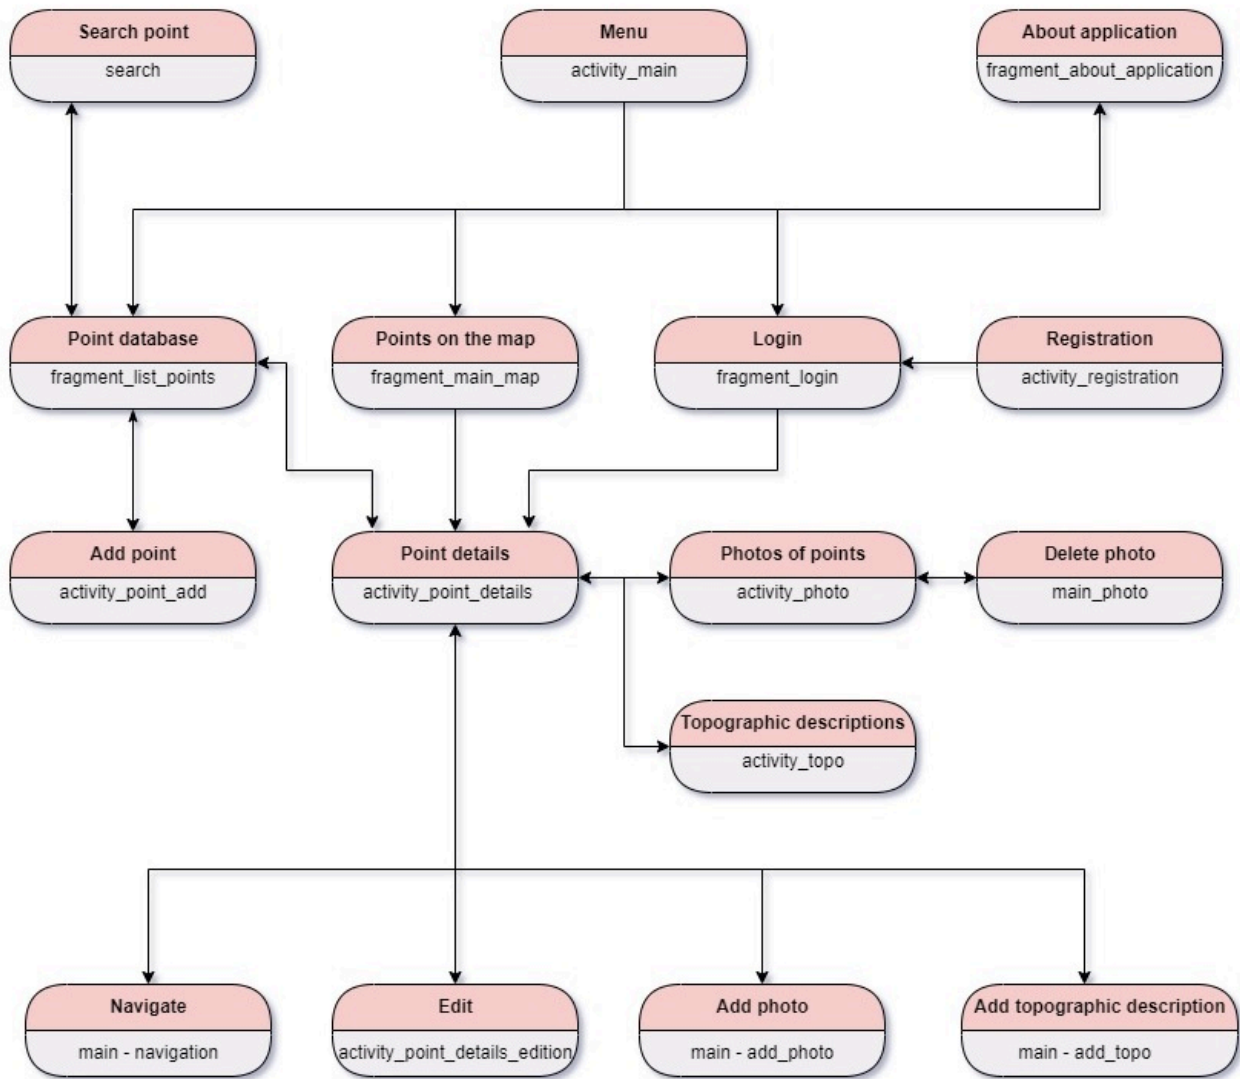 Search point
search
Menu
activity_main
About application
fragment_about_application
Point database
fragment_list_points
Points on the map
fragment_main_map
Login
fragment_login
Registration
activity_registration
Add point
activity_point_add
Point details
activity_point_details
Photos of points
activity_photo
Delete photo
main_photo
Topographic descriptions
activity_topo
Navigate
main - navigation
Edit
activity_point_details_edition
Add photo
main - add_photo
Add topographic description
main - add_topo